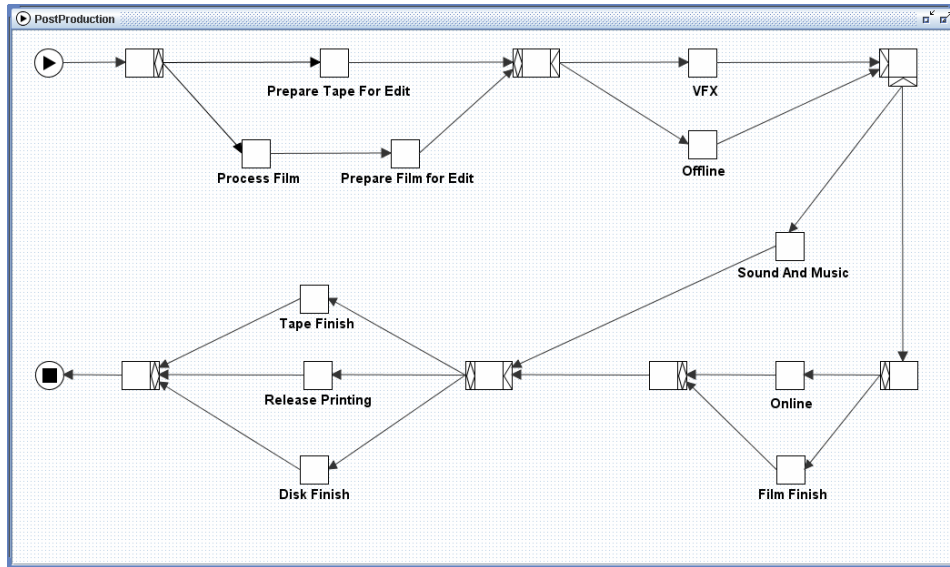 PostProduction
Prepare Tape For Edit
VFX
Process Film
Prepare Film for Edit
Offline
Sound And Music
Tape Finish
Release Printing
Online
Disk Finish
Film Finish